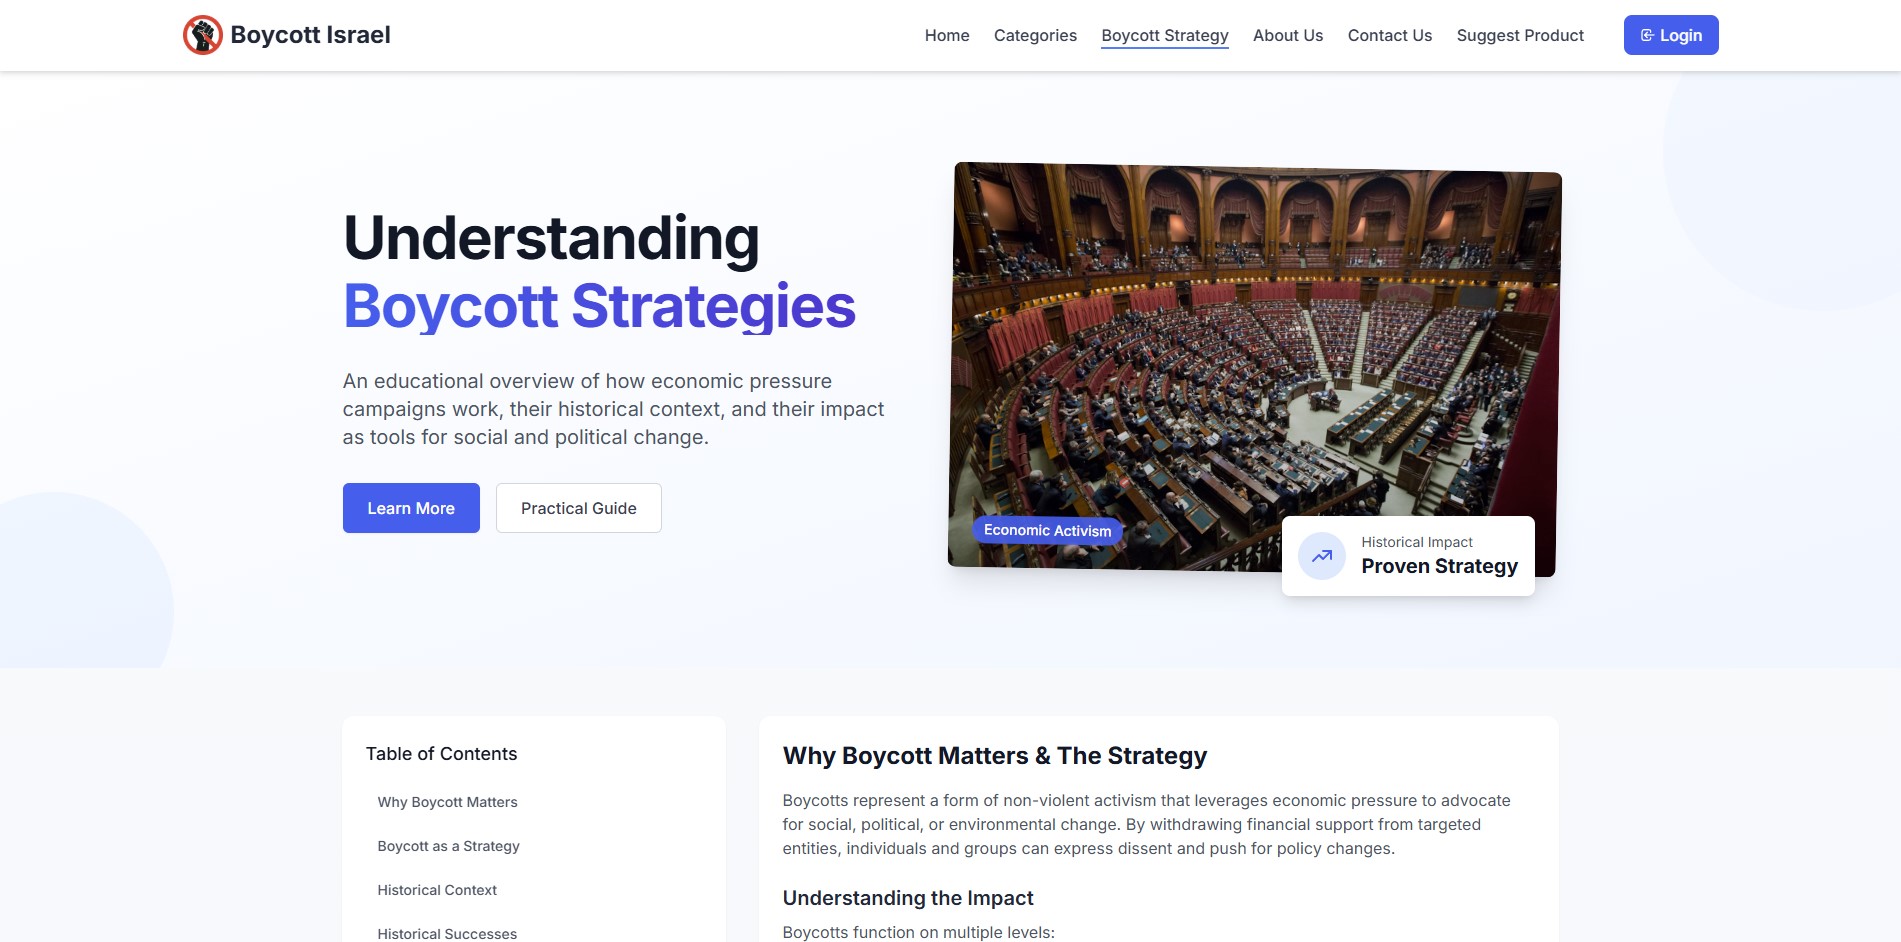 Boycott Israel
Home
Categories
Boycott Strategy
About Us
Contact Us
Suggest Product
Login
Understanding
Boycott Strategies
An educational overview of how economic pressure
campaigns work, their historical context, and their impact
as tools for social and political change.
Learn More
Practical Guide
Economic Activism
Historical Impact
Proven Strategy
Table of Contents
Why Boycott Matters
Boycott as a Strategy
Historical Context
Historical Successes
Why Boycott Matters & The Strategy
Boycotts represent a form of non-violent activism that leverages economic pressure to advocate
for social, political, or environmental change. By withdrawing financial support from targeted
entities, individuals and groups can express dissent and push for policy changes.
Understanding the Impact
Boycotts function on multiple levels: